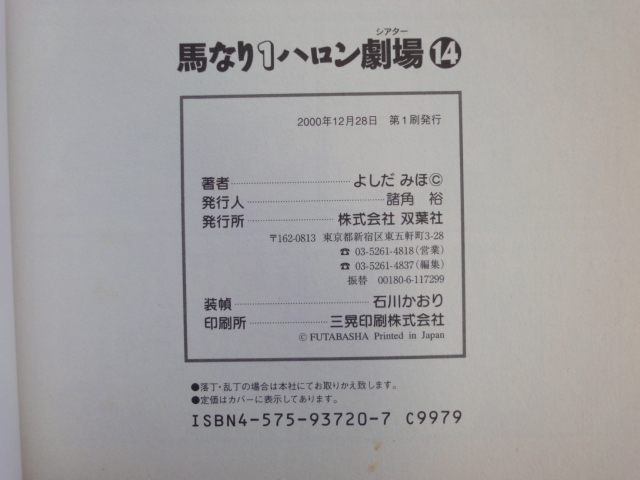 シアター
馬なり1ハロン劇場⑭
2000年12月28日 第1刷発行
著者 よしだ みほ©
発行人 諸角 裕
発行所 株式会社 双葉社
〒162-0813 東京都新宿区東五軒町3-28
☎ 03-5261-4818(営業)
☎ 03-5261-4837(編集)
振替 00180-6-117299
装幀 石川かおり
印刷所 三晃印刷株式会社
© FUTABASHA Printed in Japan
●落丁・乱丁の場合は本社にてお取りかえ致します。
●定価はカバーに表示してあります。
ISBN4-575-93720-7 C9979